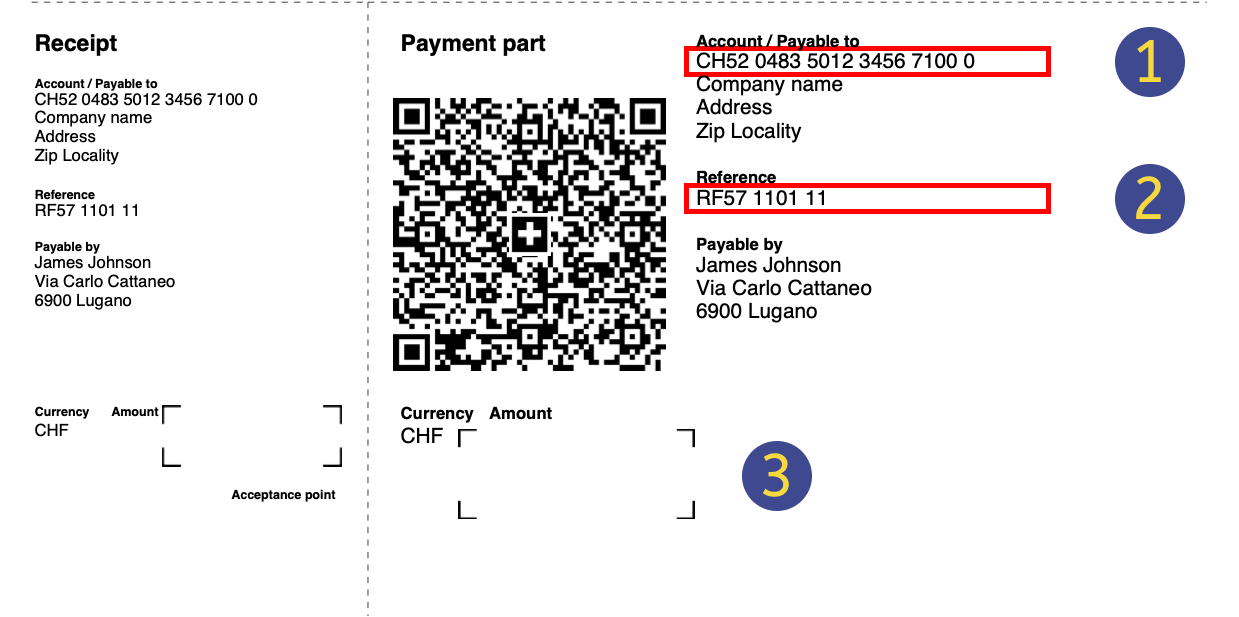 Receipt
Account / Payable to
CH52 0483 5012 3456 7100 0
Company name
Address
Zip Locality
Reference
RF57 1101 11
Payable by
James Johnson
Via Carlo Cattaneo
6900 Lugano
Currency Amount
CHF
Acceptance point
Payment part
Currency Amount
CHF
3
Account / Payable to
CH52 0483 5012 3456 7100 0
1
Company name
Address
Zip Locality
Reference
RF57 1101 11
2
Payable by
James Johnson
Via Carlo Cattaneo
6900 Lugano